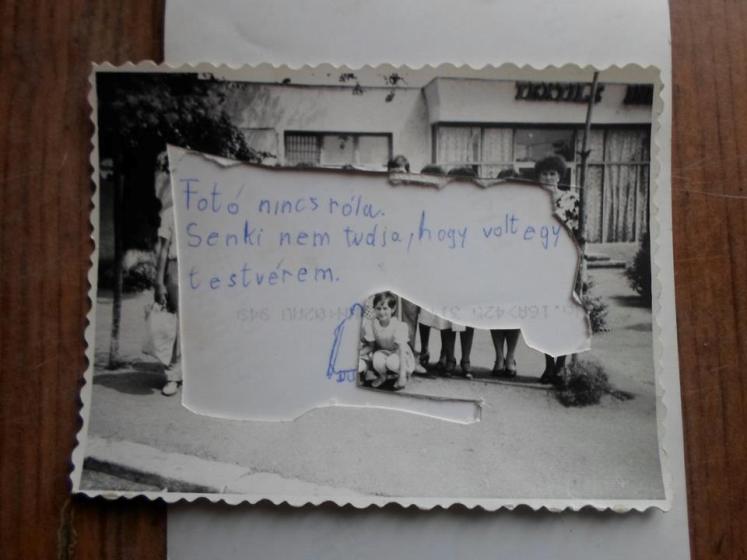 Fotó nincs róla.
Senki nem tudja, hogy volt egy
testvérem.